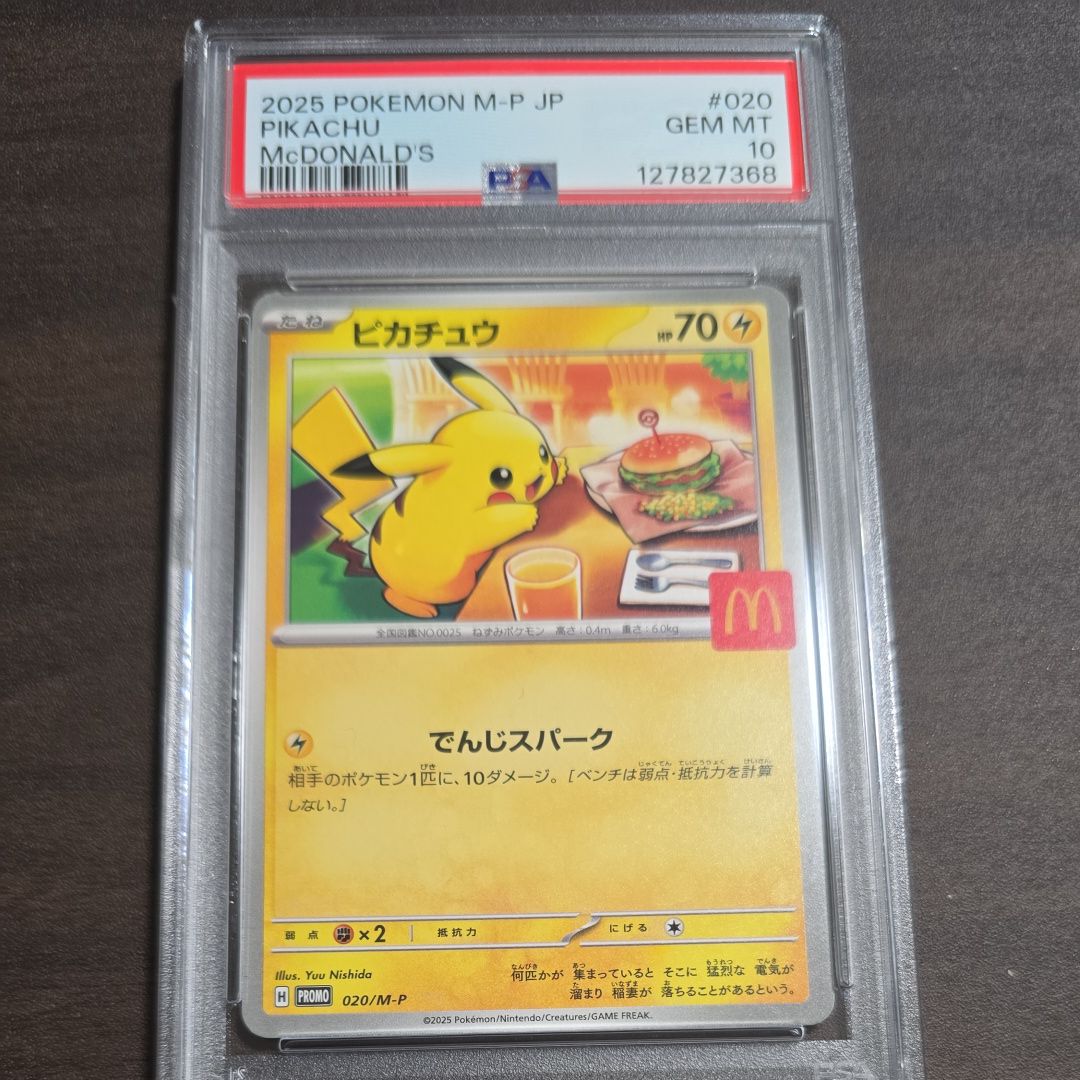 2025 POKEMON M-P JP #020
PIKACHU GEM MT
McDONALD'S 10
PSA 127827368
たね ピカチュウ HP70
全国図鑑NO.0025 ねずみポケモン 高さ:0.4m 重さ:6.0kg
でんじスパーク
相手のポケモン1匹に、10ダメージ。[ベンチは弱点・抵抗力を計算
しない。]
弱点 ×2 抵抗力 にげる
Illus. Yuu Nishida
何匹かが 集まっていると そこに 猛烈な 電気が
溜まり 稲妻が 落ちることがあるという。
H PROMO 020/M-P
©2025 Pokémon/Nintendo/Creatures/GAME FREAK.